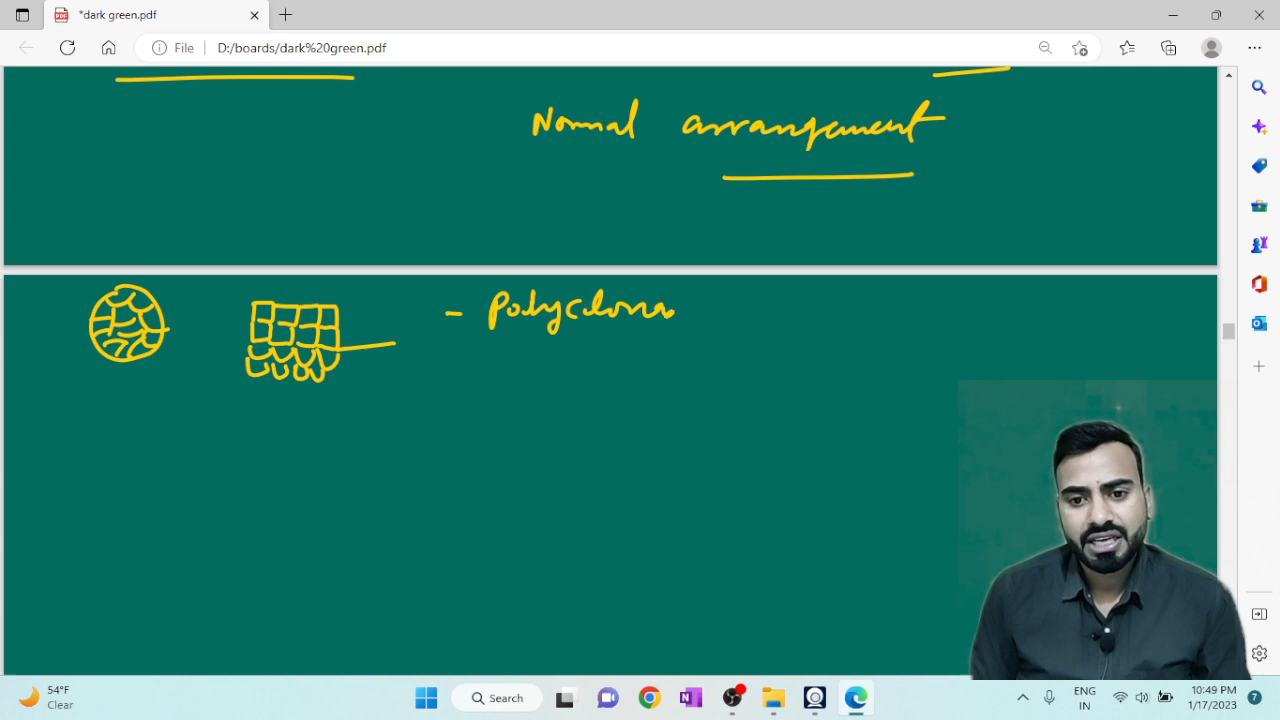 *dark green.pdf
File D:/boards/dark%20green.pdf
Normal arrangement
- Polyclona
54°F
Clear
Search
ENG
IN
10:49 PM
1/17/2023
7